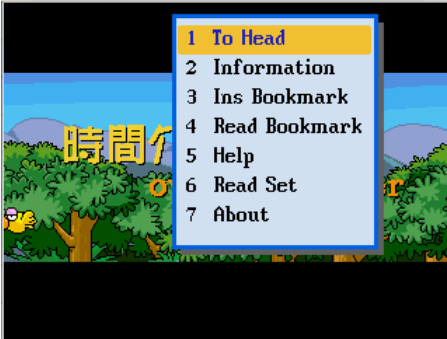 1 To Head
2 Information
3 Ins Bookmark
4 Read Bookmark
5 Help
6 Read Set
7 About
時間